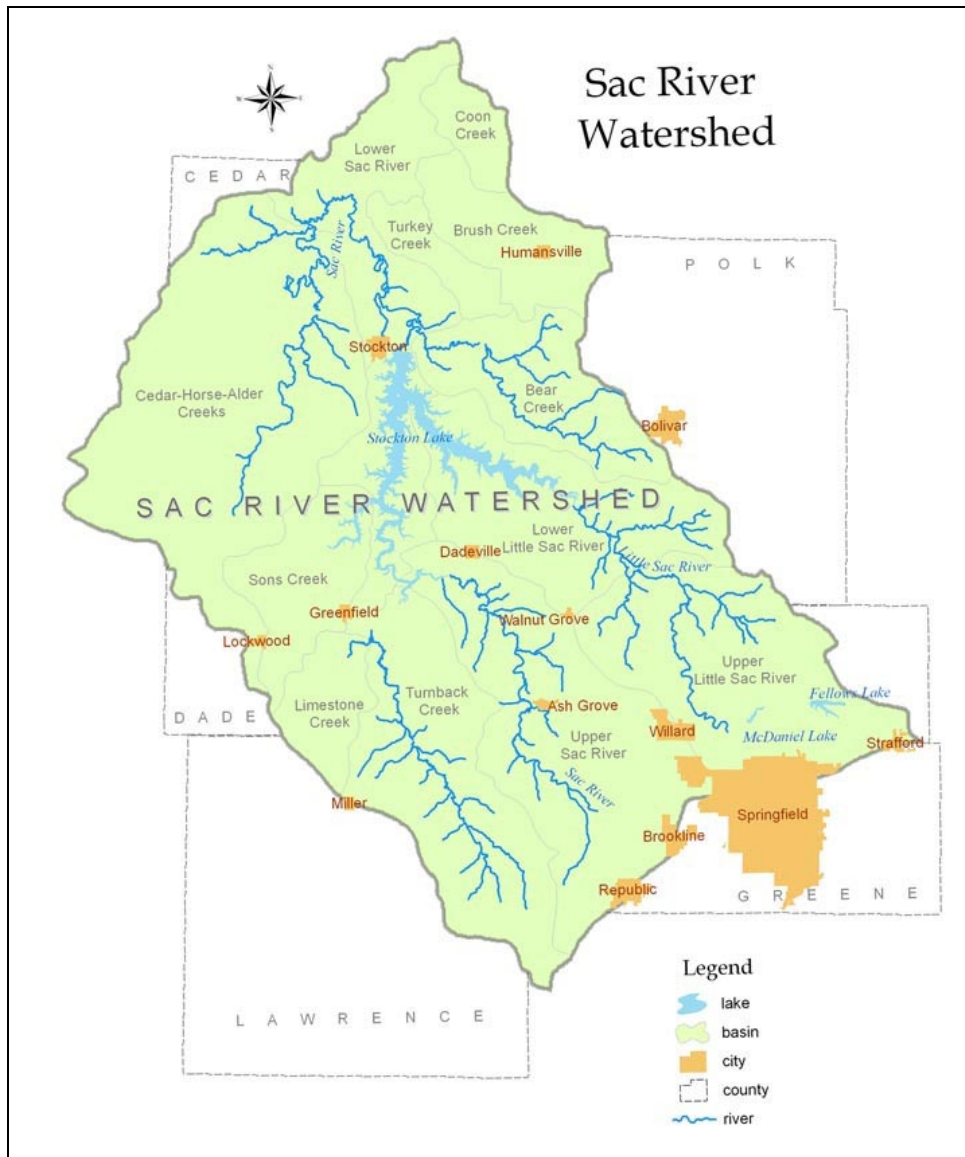 Sac River
Watershed
N
W
E
S
Coon
Creek
Lower
Sac River
CEDAR
Turkey
Creek
Brush Creek
Humansville
Sac River
POLK
Stockton
Cedar-Horse-Alder
Creeks
Bear
Creek
Bolivar
Stockton Lake
SAC RIVER WATERSHED
Lower
Little Sac River
Dadeville
Little Sac River
Sons Creek
Greenfield
Walnut Grove
Lockwood
Upper
Little Sac River
Fellows Lake
Turnback
Creek
Limestone
Creek
Ash Grove
DADE
Willard
McDaniel Lake
Strafford
Upper
Sac River
Sac River
Miller
Springfield
Brookline
Republic
GREENE
LAWRENCE
Legend
lake
basin
city
county
river